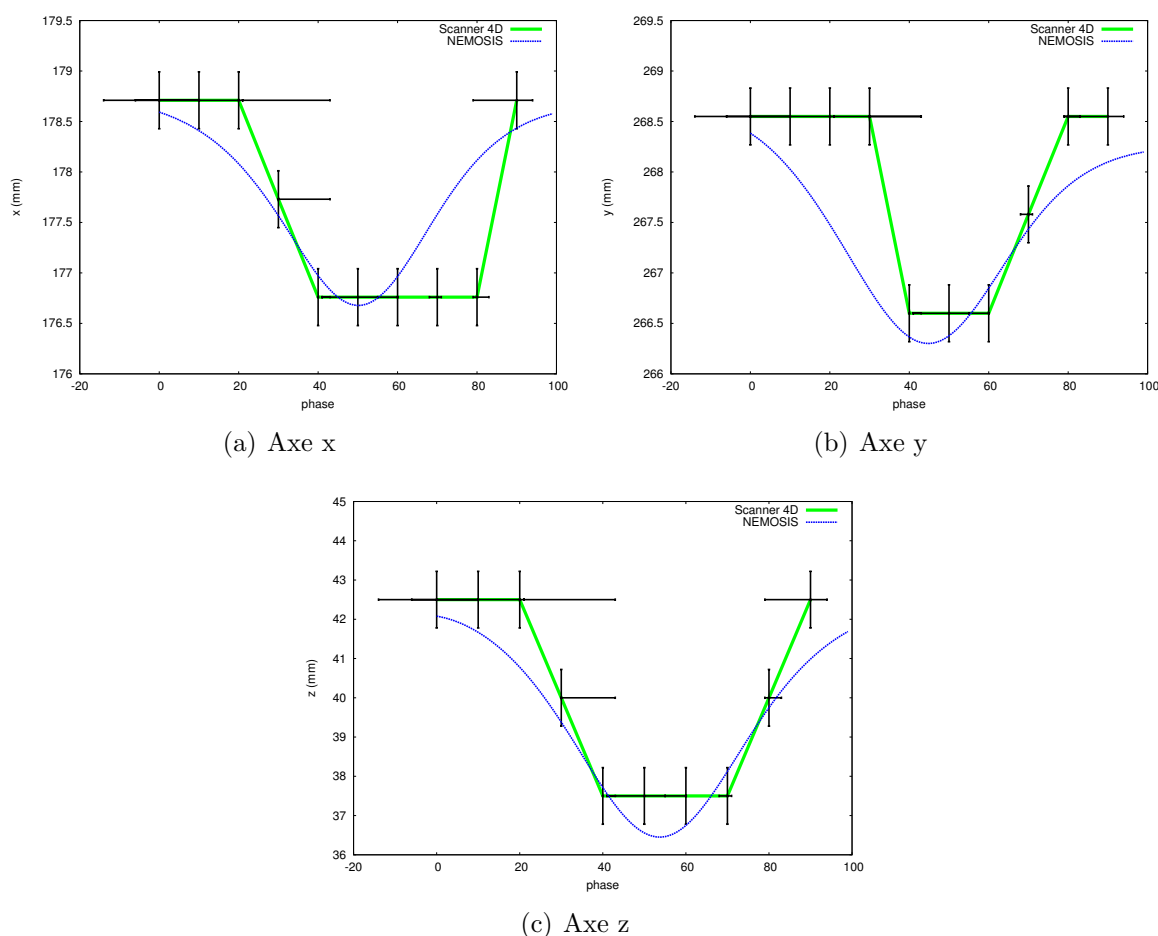 179.5
179
178.5
178
177.5
177
176.5
176
x (mm)
-20 0 20 40 60 80 100
phase
Scanner 4D
NEMOSIS
(a) Axe x
269.5
269
268.5
268
267.5
267
266.5
266
y (mm)
-20 0 20 40 60 80 100
phase
Scanner 4D
NEMOSIS
(b) Axe y
45
44
43
42
41
40
39
38
37
36
z (mm)
-20 0 20 40 60 80 100
phase
Scanner 4D
NEMOSIS
(c) Axe z